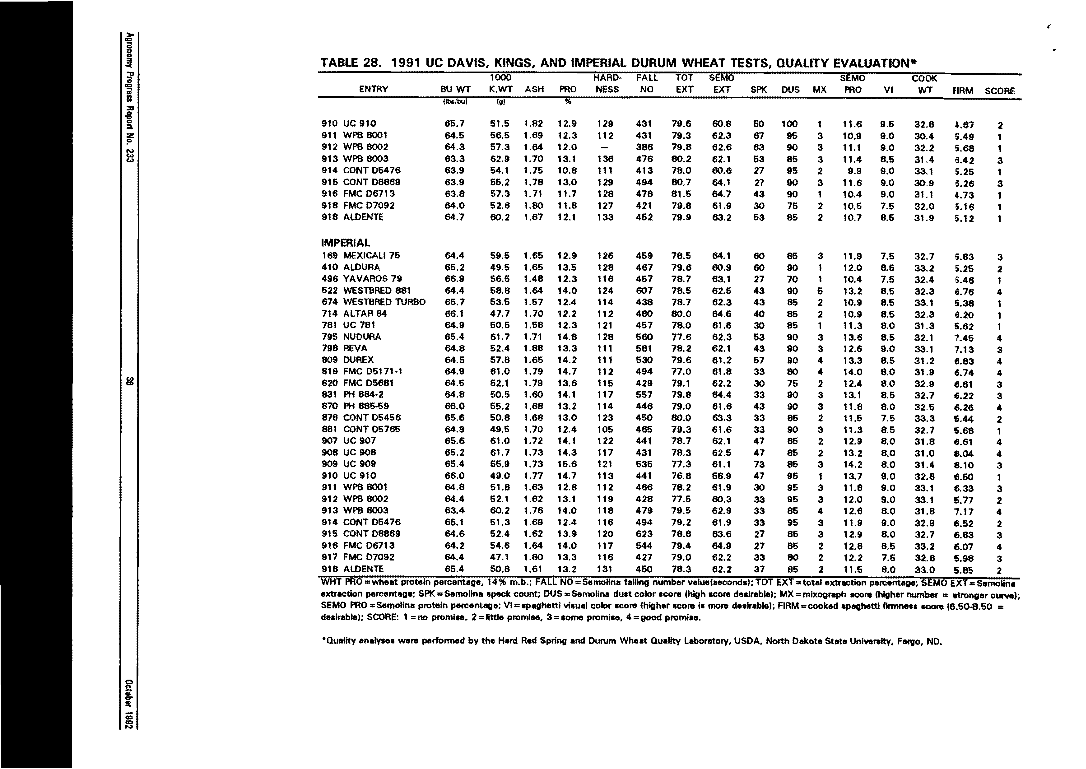 TABLE 28. 1991 UC DAVIS, KINGS, AND IMPERIAL DURUM WHEAT TESTS, QUALITY EVALUATION*
1000 HARD- FALL TOT SEMO SEMO COOK
ENTRY BU WT K.WT ASH PRO NESS NO EXT EXT SPK DUS MX PRO VI WT FIRM SCORE
(lbs/bu) (g) %
910 UC 910 65.7 51.5 1.82 12.9 129 431 79.6 60.8 50 100 1 11.6 9.5 32.8 4.67 2
911 WPB 8001 64.5 56.5 1.69 12.3 112 431 79.3 62.3 67 95 3 10.9 9.0 30.4 5.49 1
912 WPB 8002 64.3 57.3 1.64 12.0 — 386 79.8 62.6 63 90 3 11.1 9.0 32.2 5.68 1
913 WPB 8003 63.3 62.9 1.70 13.1 136 476 80.2 62.1 53 85 3 11.4 8.5 31.4 6.42 3
914 CONT D5476 63.9 54.1 1.75 10.8 111 413 78.0 60.6 27 95 2 9.9 9.0 33.1 5.25 1
915 CONT D8869 63.9 55.2 1.78 13.0 129 494 80.7 64.1 27 90 3 11.6 9.0 30.9 6.26 3
916 FMC D6713 63.8 57.3 1.71 11.7 128 478 81.5 64.7 43 90 1 10.4 9.0 31.1 4.73 1
918 FMC D7092 64.0 52.6 1.80 11.8 127 421 79.8 61.9 30 75 2 10.5 7.5 32.0 5.16 1
918 ALDENTE 64.7 60.2 1.67 12.1 133 452 79.9 63.2 53 85 2 10.7 8.5 31.9 5.12 1
IMPERIAL
169 MEXICALI 75 64.4 59.5 1.65 12.9 126 459 78.5 64.1 60 85 3 11.9 7.5 32.7 5.83 3
410 ALDURA 65.2 49.5 1.65 13.5 128 467 79.6 60.9 60 90 1 12.0 8.5 33.2 5.25 2
496 YAVAROS 79 66.9 56.5 1.48 12.3 116 457 78.7 63.1 27 70 1 10.4 7.5 32.4 5.46 1
522 WESTBRED 881 64.4 58.8 1.64 14.0 124 607 78.5 62.5 43 90 5 13.2 8.5 32.3 6.76 4
674 WESTBRED TURBO 65.7 53.5 1.57 12.4 114 438 78.7 62.3 43 85 2 10.9 8.5 33.1 5.38 1
714 ALTAR 84 66.1 47.7 1.70 12.2 112 460 80.0 64.6 40 85 2 10.9 8.5 32.3 6.20 1
781 UC 781 64.9 50.5 1.58 12.3 121 457 78.0 61.6 30 85 1 11.3 8.0 31.3 5.62 1
795 NUDURA 65.4 61.7 1.71 14.8 128 560 77.6 62.3 53 90 3 13.6 8.5 32.1 7.45 4
798 REVA 64.8 52.4 1.68 13.3 111 581 78.2 62.1 43 90 3 12.6 9.0 33.1 7.13 3
809 DUREX 64.5 57.8 1.65 14.2 111 530 79.6 61.2 57 90 4 13.3 8.5 31.2 6.83 4
819 FMC D5171-1 64.9 61.0 1.79 14.7 112 494 77.0 61.8 33 80 4 14.0 8.0 31.9 6.74 4
820 FMC D5681 64.5 52.1 1.79 13.6 115 429 79.1 62.2 30 75 2 12.4 8.0 32.9 6.61 3
831 PH 884-2 64.8 50.5 1.60 14.1 117 557 79.8 64.4 33 90 3 13.1 8.5 32.7 6.22 3
870 PH 885-59 66.0 55.2 1.68 13.2 114 446 79.0 61.6 43 90 3 11.8 8.0 32.5 6.26 4
878 CONT D5456 65.6 50.8 1.68 13.0 123 450 80.0 63.3 33 85 2 11.5 7.5 33.3 5.44 2
881 CONT D5765 64.9 49.5 1.70 12.4 105 465 79.3 61.6 33 90 3 11.3 8.5 32.7 5.68 1
907 UC 907 65.6 61.0 1.72 14.1 122 441 78.7 62.1 47 85 2 12.9 8.0 31.8 6.61 4
908 UC 908 65.2 61.7 1.73 14.3 117 431 78.3 62.5 47 85 2 13.2 8.0 31.0 8.04 4
909 UC 909 65.4 55.9 1.73 15.6 121 535 77.3 61.1 73 85 3 14.2 8.0 31.4 8.10 3
910 UC 910 66.0 49.0 1.77 14.7 113 441 76.8 56.9 47 95 1 13.7 8.0 32.8 6.50 1
911 WPB 8001 64.8 51.8 1.63 12.8 112 466 78.2 61.9 30 95 3 11.8 9.0 33.1 6.33 3
912 WPB 8002 64.4 52.1 1.62 13.1 119 428 77.5 60.3 33 95 3 12.0 9.0 33.1 5.77 2
913 WPB 8003 63.4 60.2 1.76 14.0 118 479 79.5 62.9 33 85 4 12.6 8.0 31.8 7.17 4
914 CONT D5476 65.1 51.3 1.69 12.4 116 494 79.2 61.9 33 95 3 11.9 9.0 32.9 6.52 2
915 CONT D8869 64.6 52.4 1.62 13.9 120 623 78.8 63.6 27 85 3 12.9 8.0 32.7 6.83 3
916 FMC D6713 64.2 54.6 1.64 14.0 117 544 79.4 64.9 27 85 2 12.8 8.5 33.2 6.07 4
917 FMC D7092 64.4 47.1 1.80 13.3 116 427 79.0 62.2 33 80 2 12.2 7.5 32.8 5.98 3
918 ALDENTE 65.4 50.8 1.61 13.2 131 450 78.3 62.2 37 85 2 11.5 8.0 33.0 5.85 2
WHT PRO=wheat protein percentage, 14% m.b.; FALL NO=Semolina falling number value(seconds); TOT EXT=total extraction percentage; SEMO EXT=Semolina
extraction percentage; SPK=Semolina speck count; DUS=Semolina dust color score (high score desirable); MX=mixograph score (higher number = stronger curve);
SEMO PRO=Semolina protein percentage; VI=spaghetti visual color score (higher score is more desirable); FIRM=cooked spaghetti firmness score (6.50-8.50 =
desirable); SCORE: 1=no promise, 2=little promise, 3=some promise, 4=good promise.
*Quality analyses were performed by the Hard Red Spring and Durum Wheat Quality Laboratory, USDA, North Dakota State University, Fargo, ND.
Agronomy Progress Report No. 233
October 1992